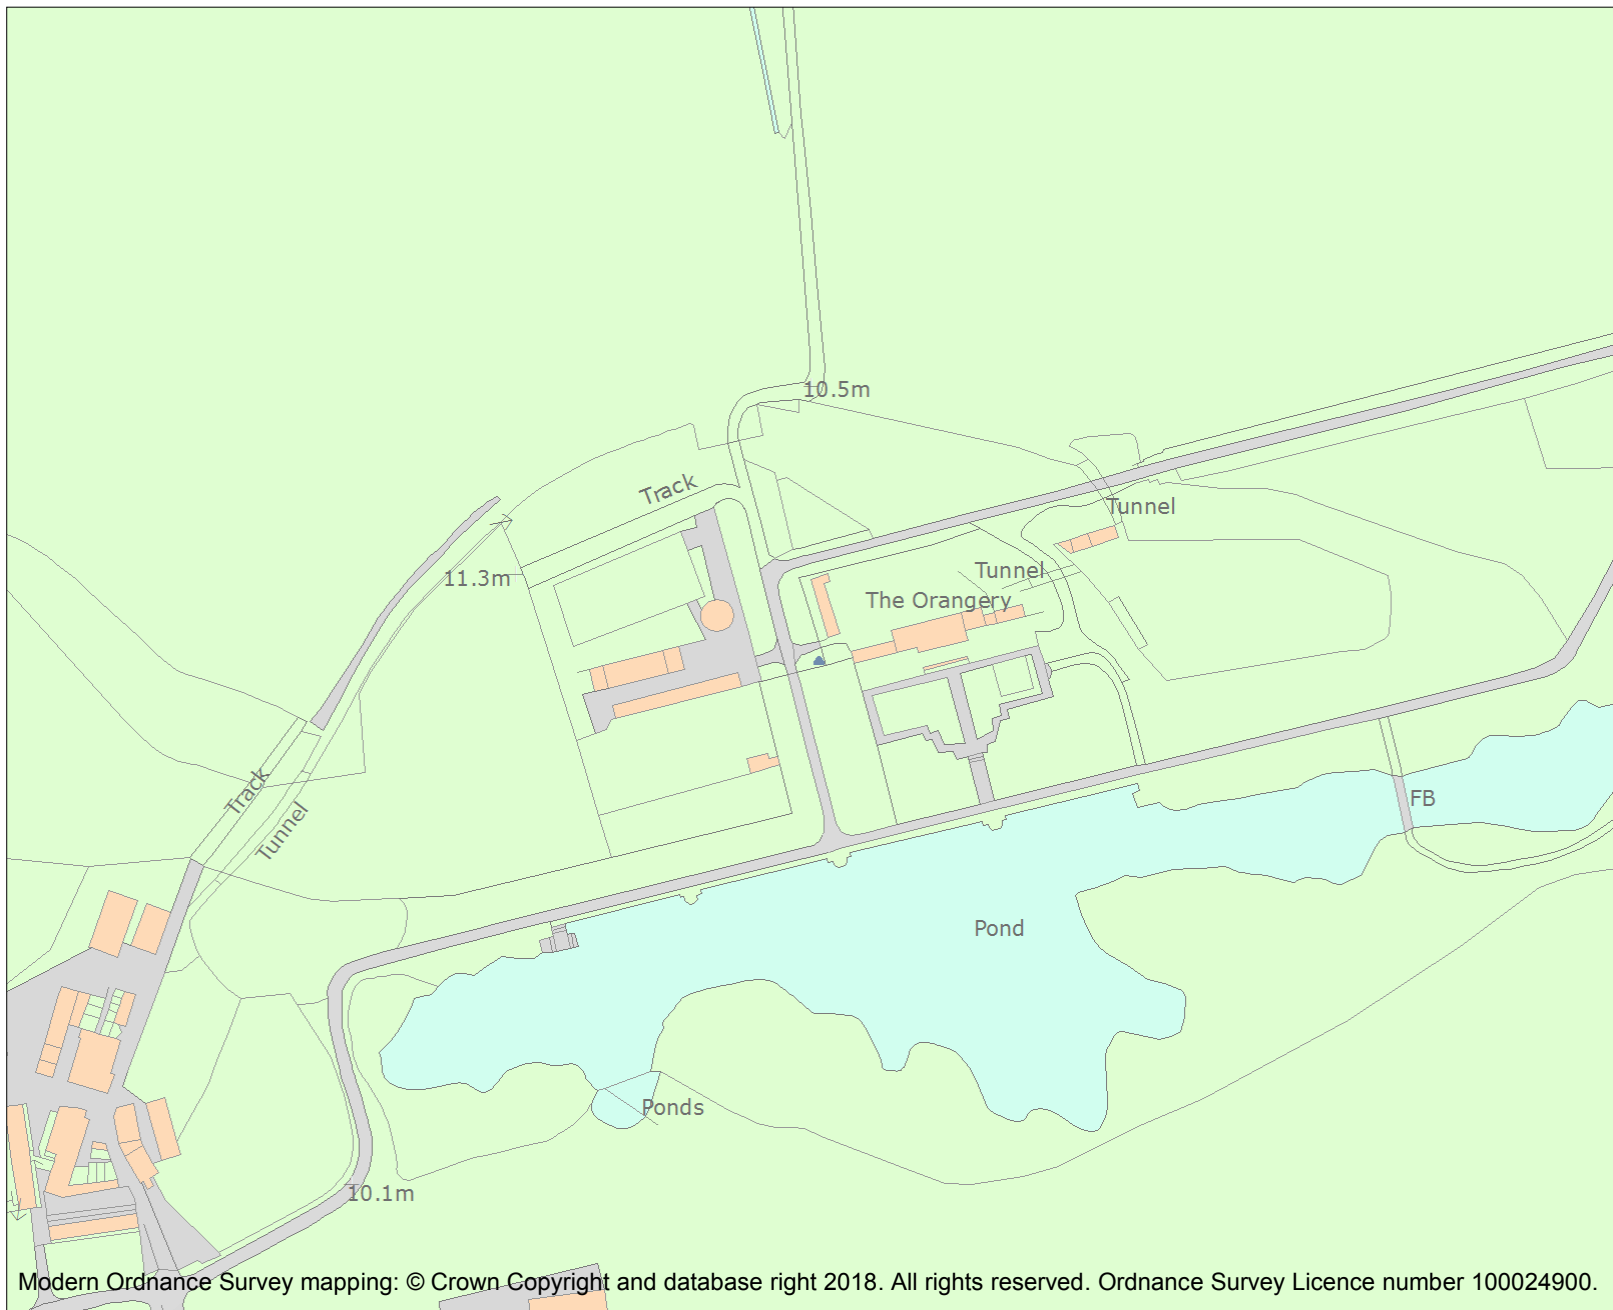 10.5m
Track
Tunnel
Tunnel
11.3m
The Orangery
Track
FB
Tunnel
Pond
Ponds
10.1m
Modern Ordnance Survey mapping: © Crown Copyright and database right 2018. All rights reserved. Ordnance Survey Licence number 100024900.